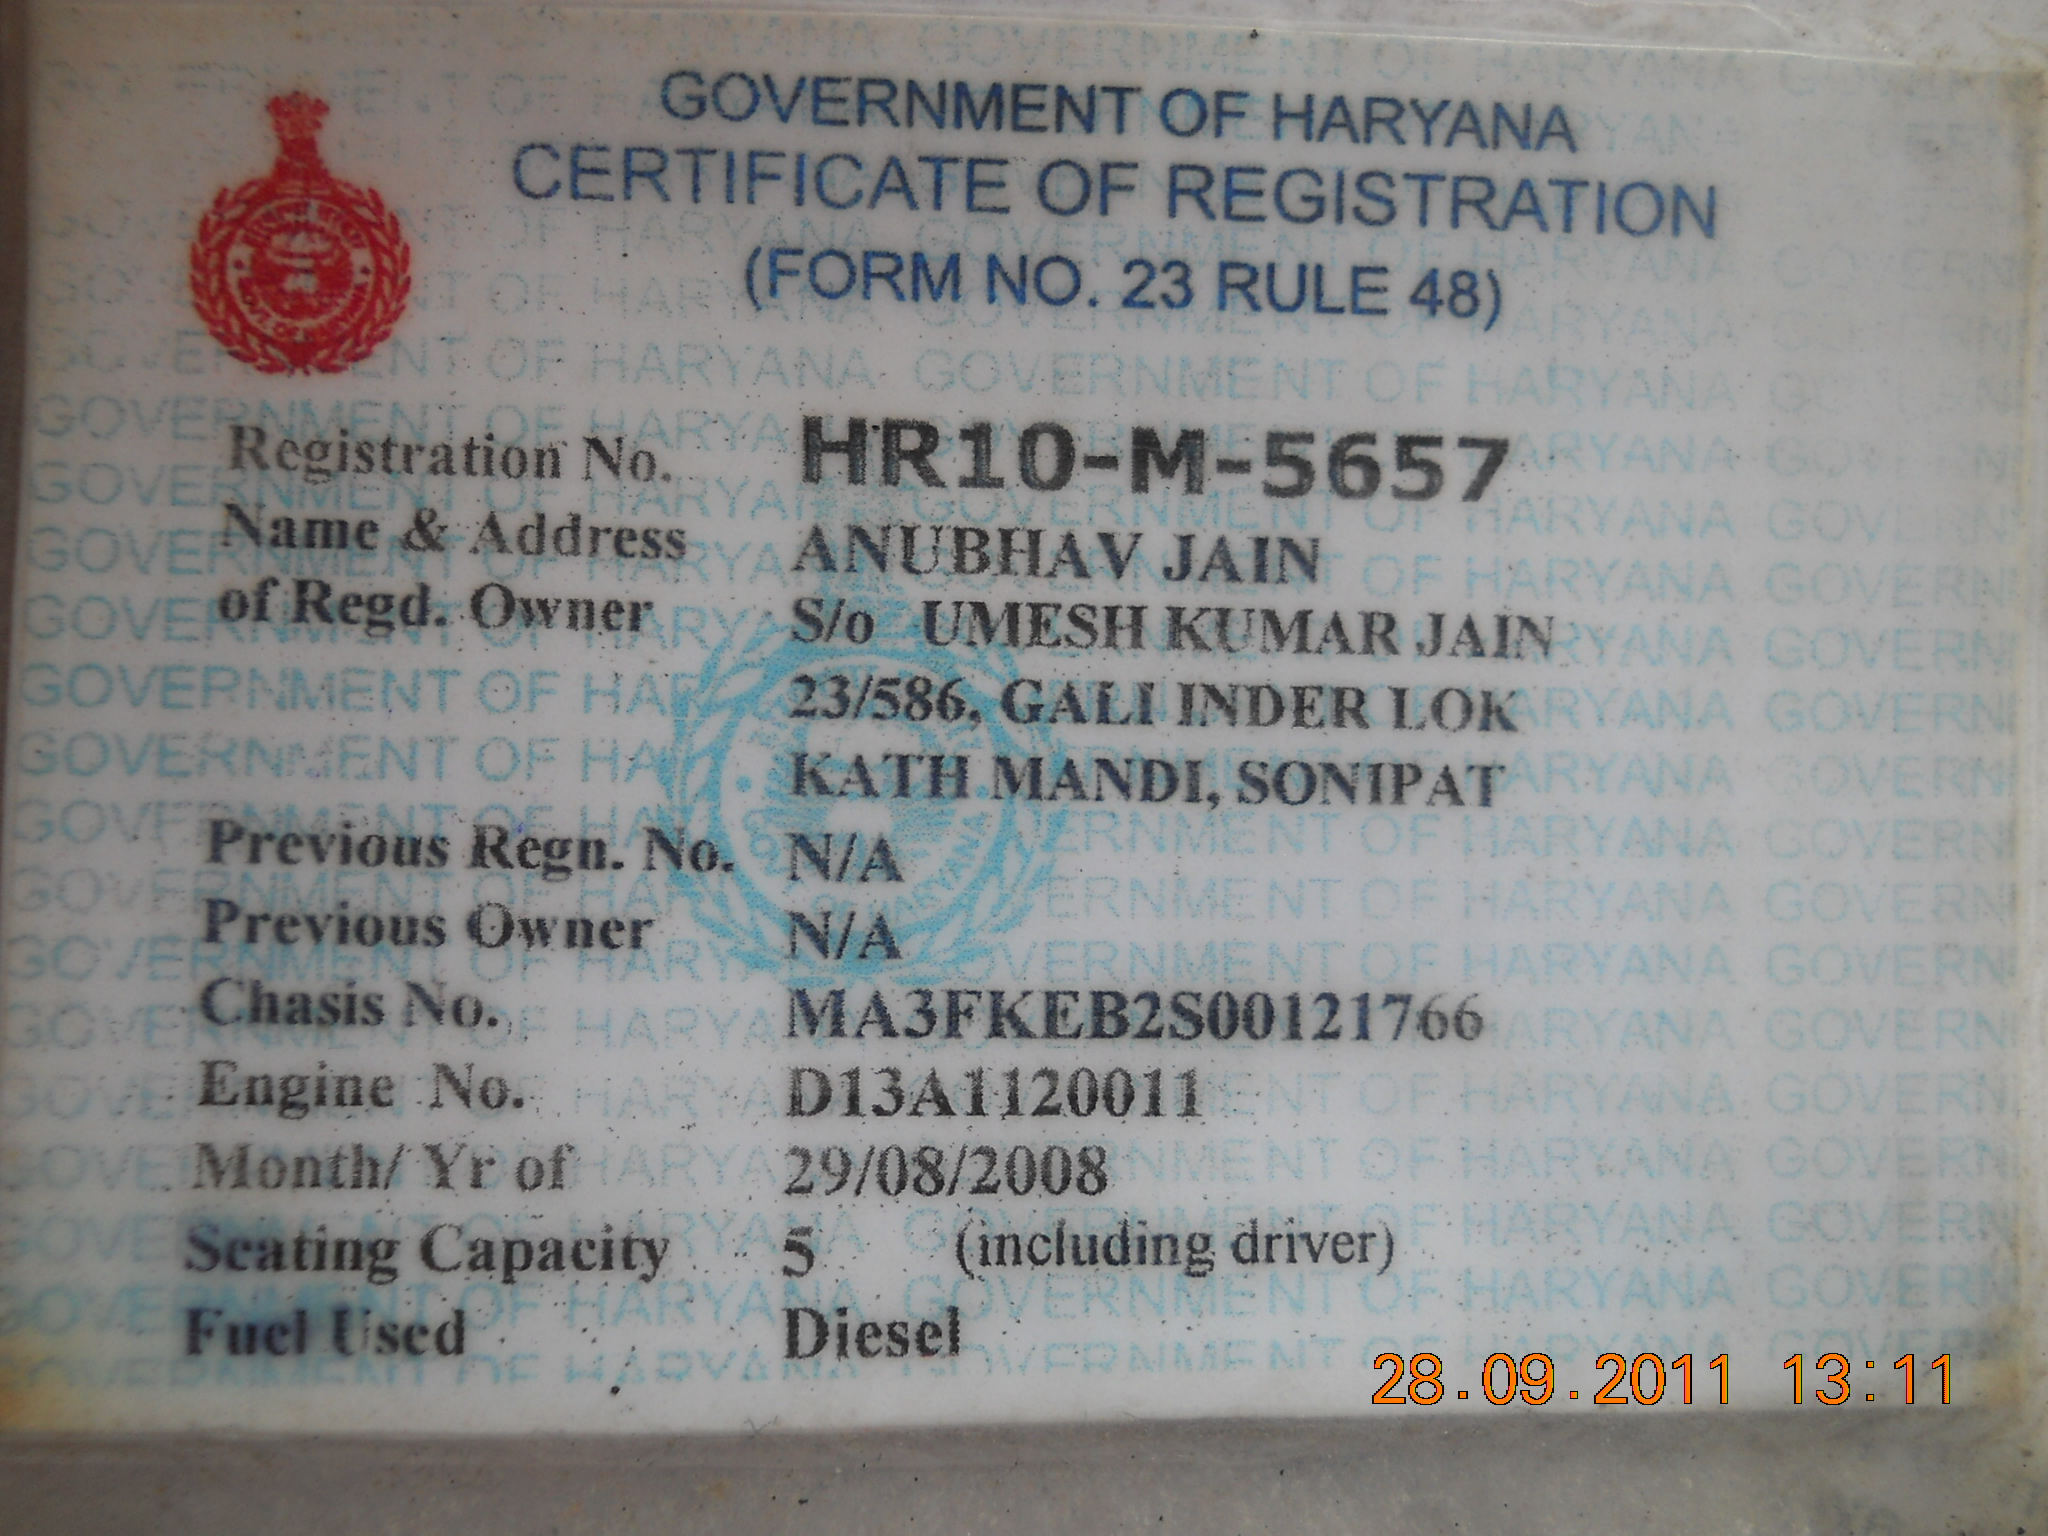 GOVERNMENT OF HARYANA
CERTIFICATE OF REGISTRATION
(FORM NO. 23 RULE 48)
Registration No. HR10-M-5657
Name & Address ANUBHAV JAIN
of Regd. Owner S/o UMESH KUMAR JAIN
23/586, GALI INDER LOK
KATH MANDI, SONIPAT
Previous Regn. No. N/A
Previous Owner N/A
Chasis No. MA3FKEB2S00121766
Engine No. D13A1120011
Month/ Yr of 29/08/2008
Seating Capacity 5 (including driver)
Fuel Used Diesel
28.09.2011 13:11